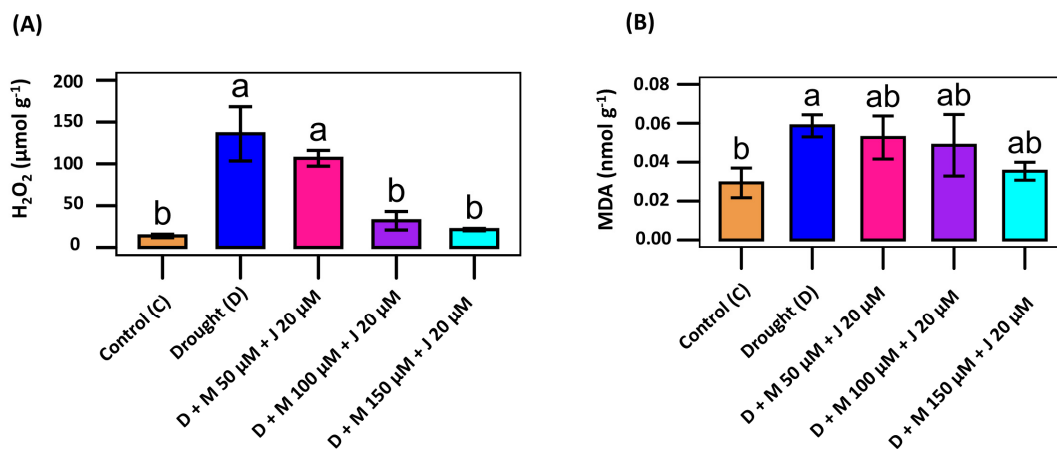 (A)
H₂O₂ (μmol g⁻¹)
200
150
100
50
0
b
a
a
b
b
Control (C)
Drought (D)
D + M 50 μM + J 20 μM
D + M 100 μM + J 20 μM
D + M 150 μM + J 20 μM
(B)
MDA (nmol g⁻¹)
0.08
0.06
0.04
0.02
0.00
b
a
ab
ab
ab
Control (C)
Drought (D)
D + M 50 μM + J 20 μM
D + M 100 μM + J 20 μM
D + M 150 μM + J 20 μM